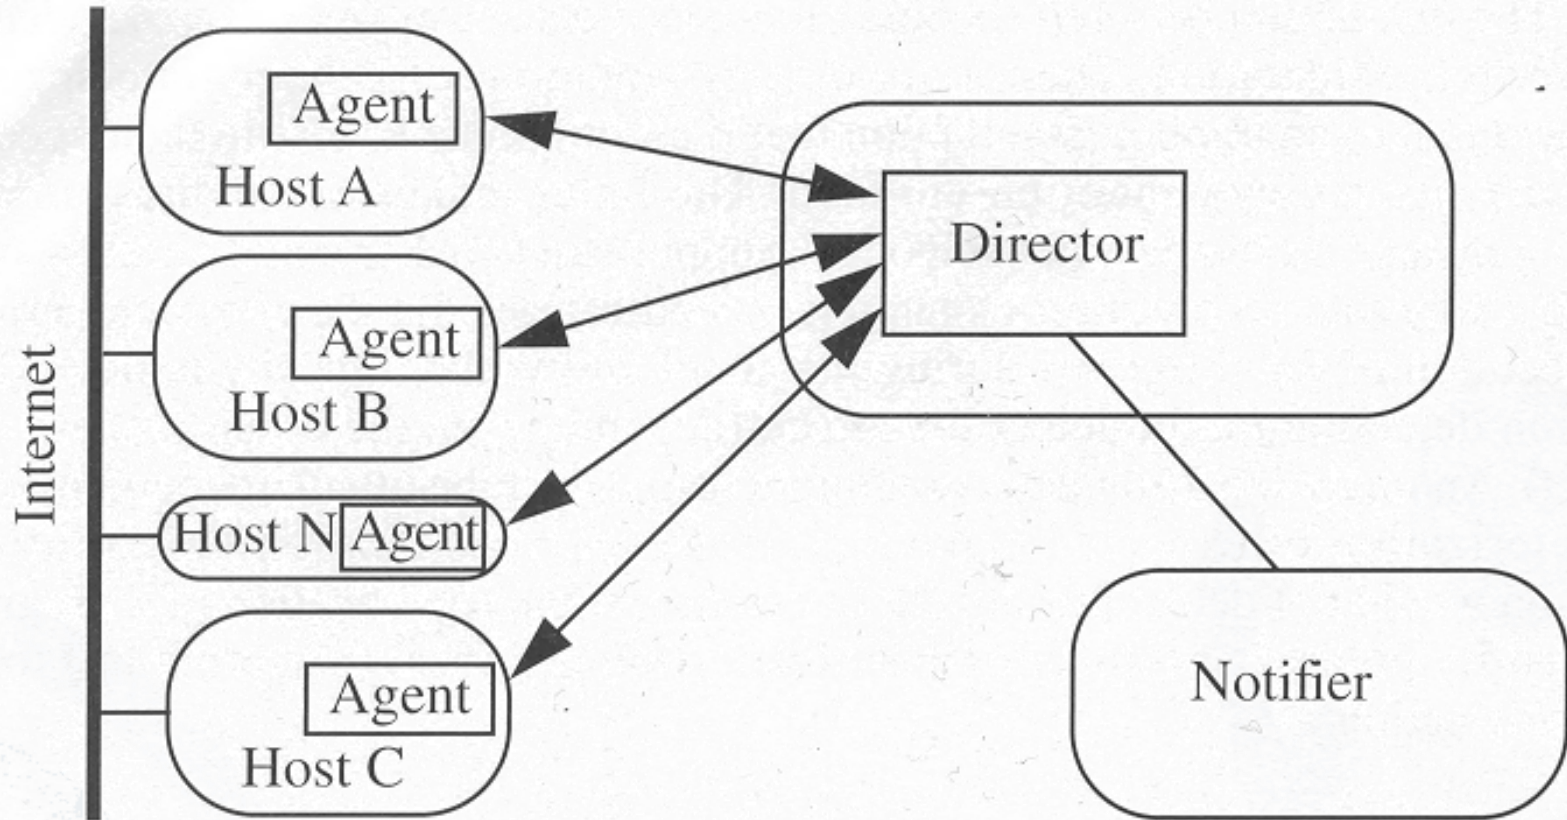 Internet
Agent
Host A
Agent
Host B
Host N Agent
Agent
Host C
Director
Notifier